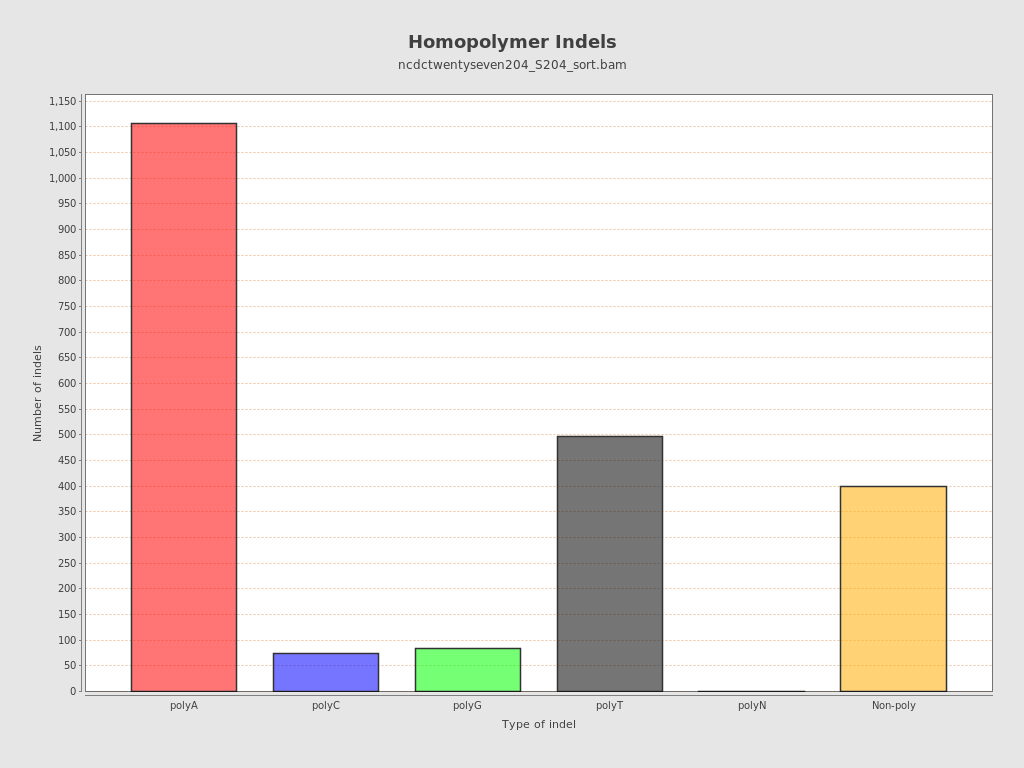 Homopolymer Indels
ncdctwentyseven204_S204_sort.bam
1,150
1,100
1,050
1,000
950
900
850
800
750
700
650
600
550
500
450
400
350
300
250
200
150
100
50
0
Number of indels
polyA
polyC
polyG
polyT
polyN
Non-poly
Type of indel